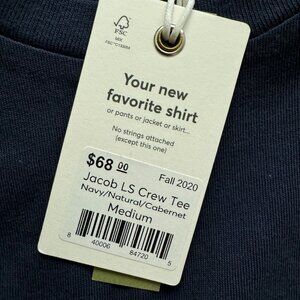 FSC
MIX
Your new
favorite shirt
or pants or jacket or skirt...
No strings attached
(except this one)
$68 00
Fall 2020
Jacob LS Crew Tee
Navy/Natural/Cabernet
Medium
8 40006 84720 5